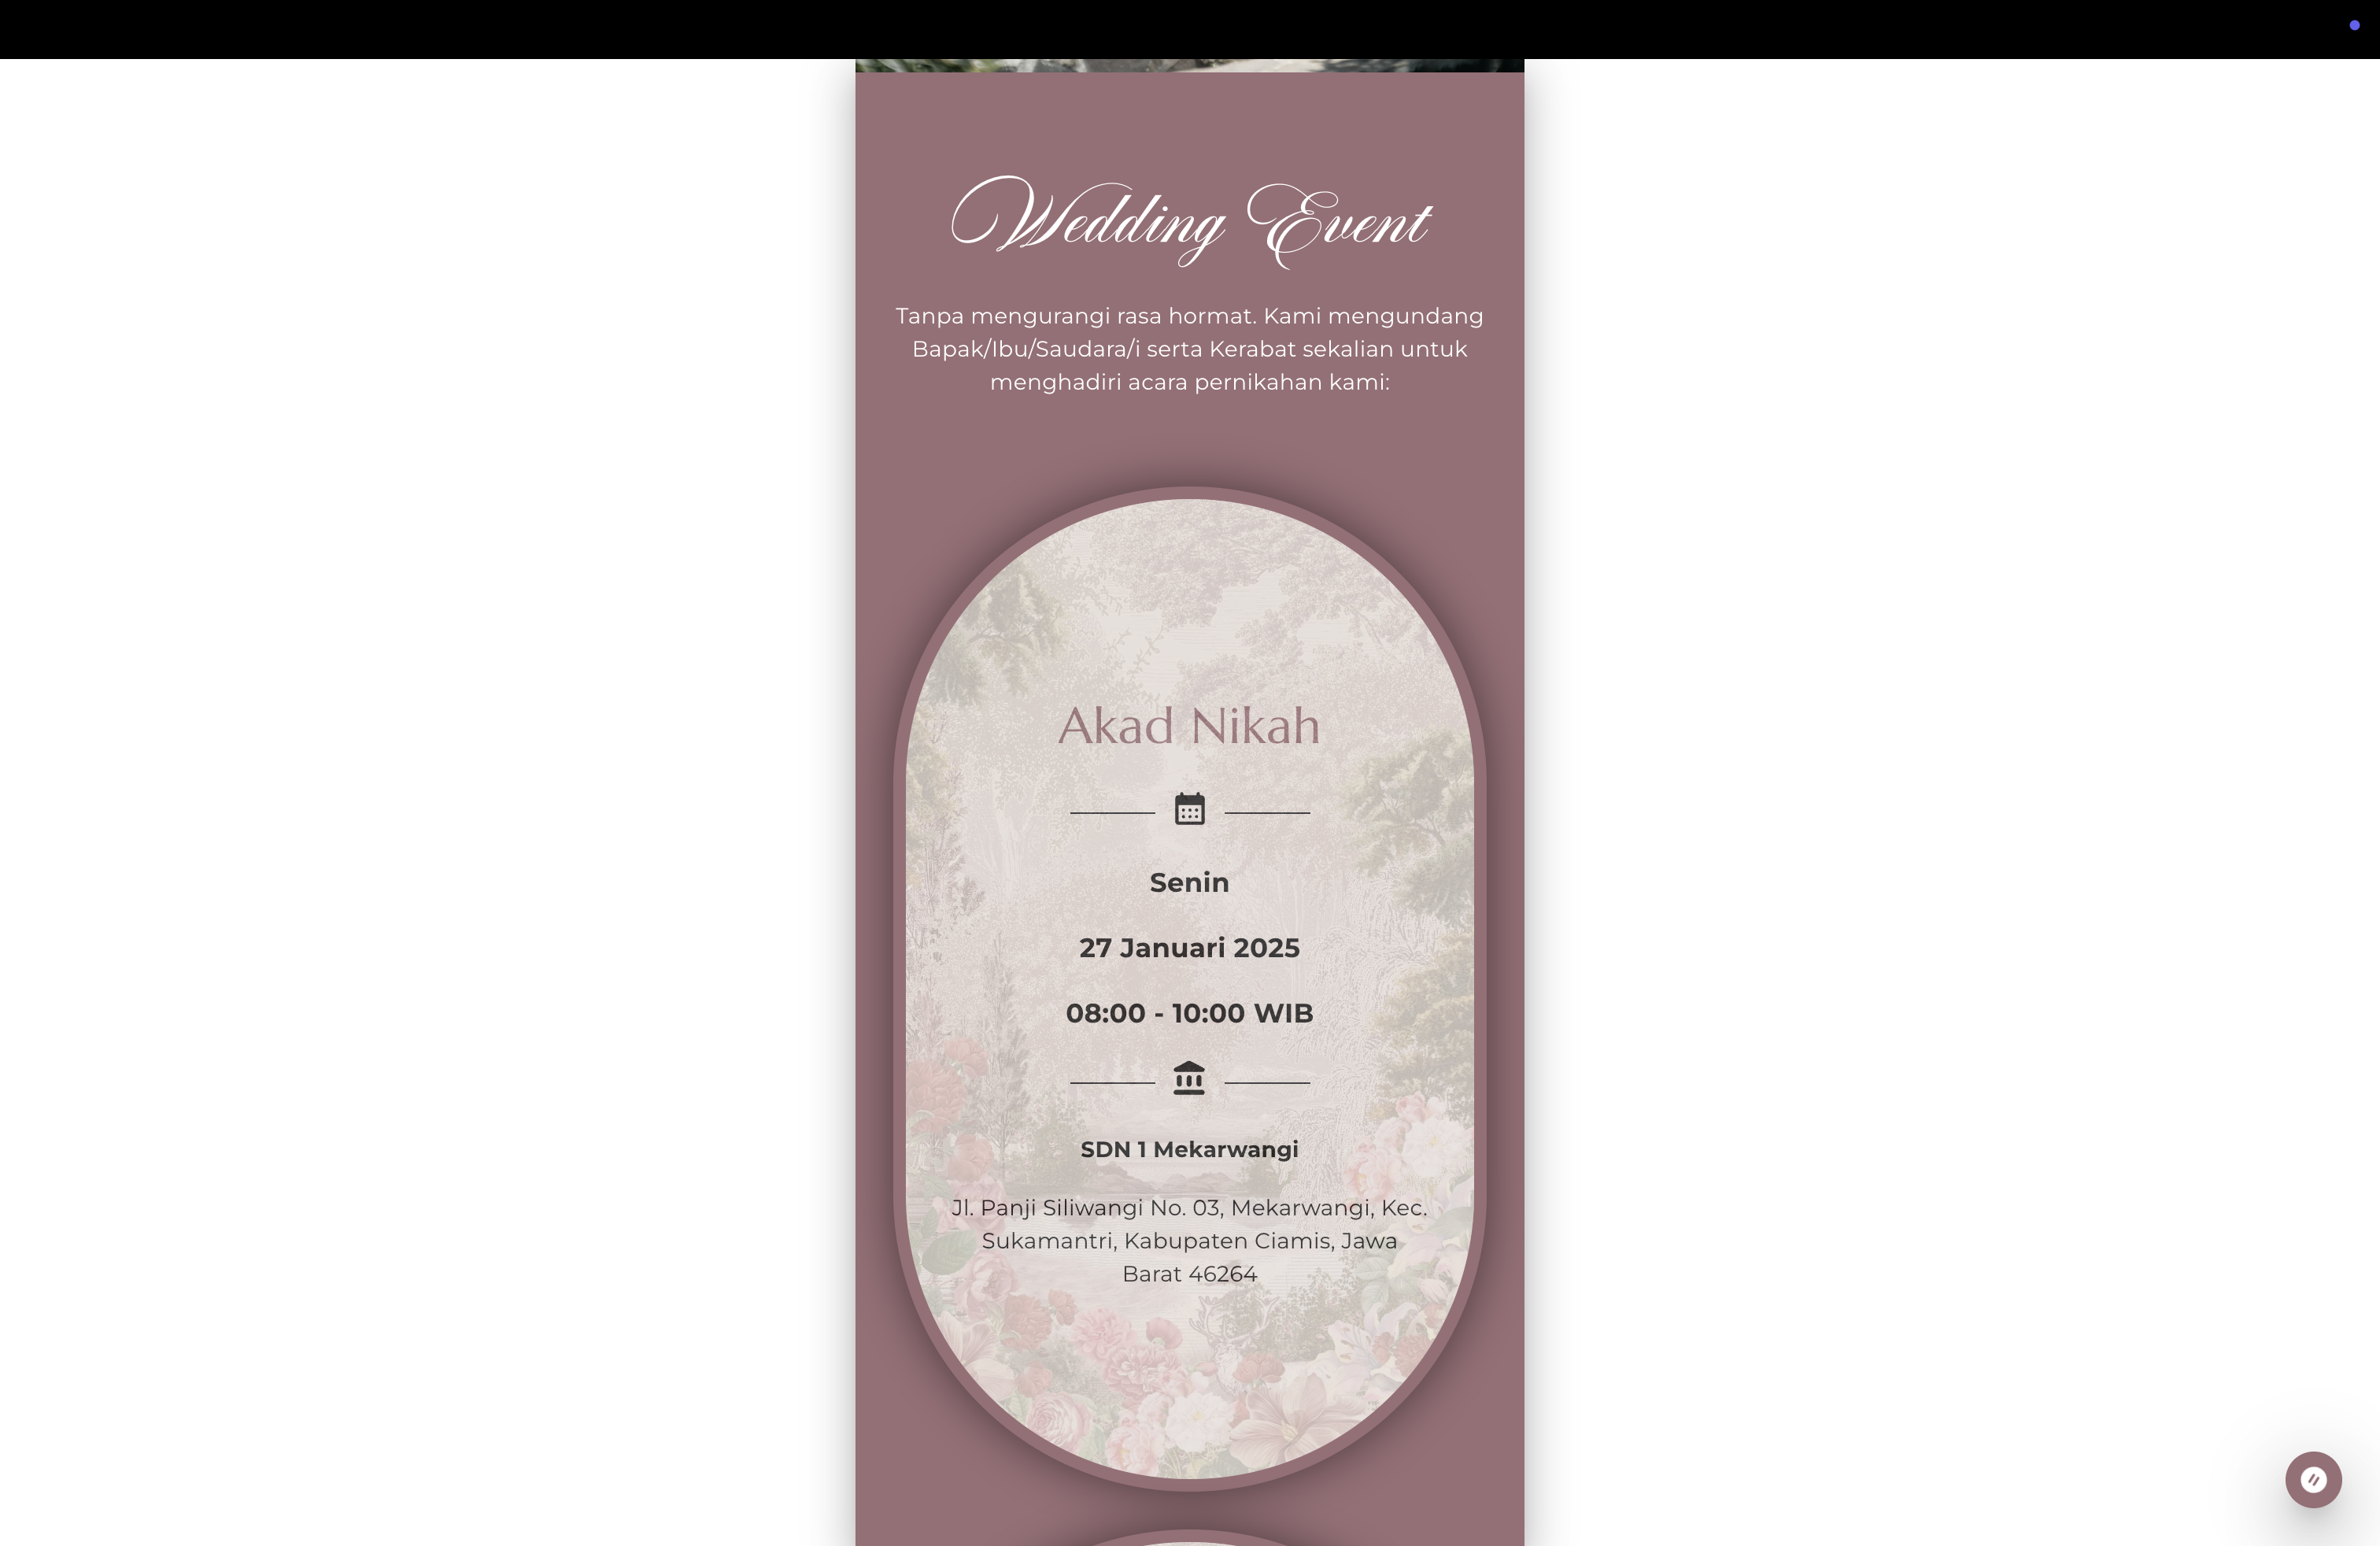 Wedding Event
Tanpa mengurangi rasa hormat. Kami mengundang
Bapak/Ibu/Saudara/i serta Kerabat sekalian untuk
menghadiri acara pernikahan kami:
Akad Nikah
Senin
27 Januari 2025
08:00 - 10:00 WIB
SDN 1 Mekarwangi
Jl. Panji Siliwangi No. 03, Mekarwangi, Kec.
Sukamantri, Kabupaten Ciamis, Jawa
Barat 46264